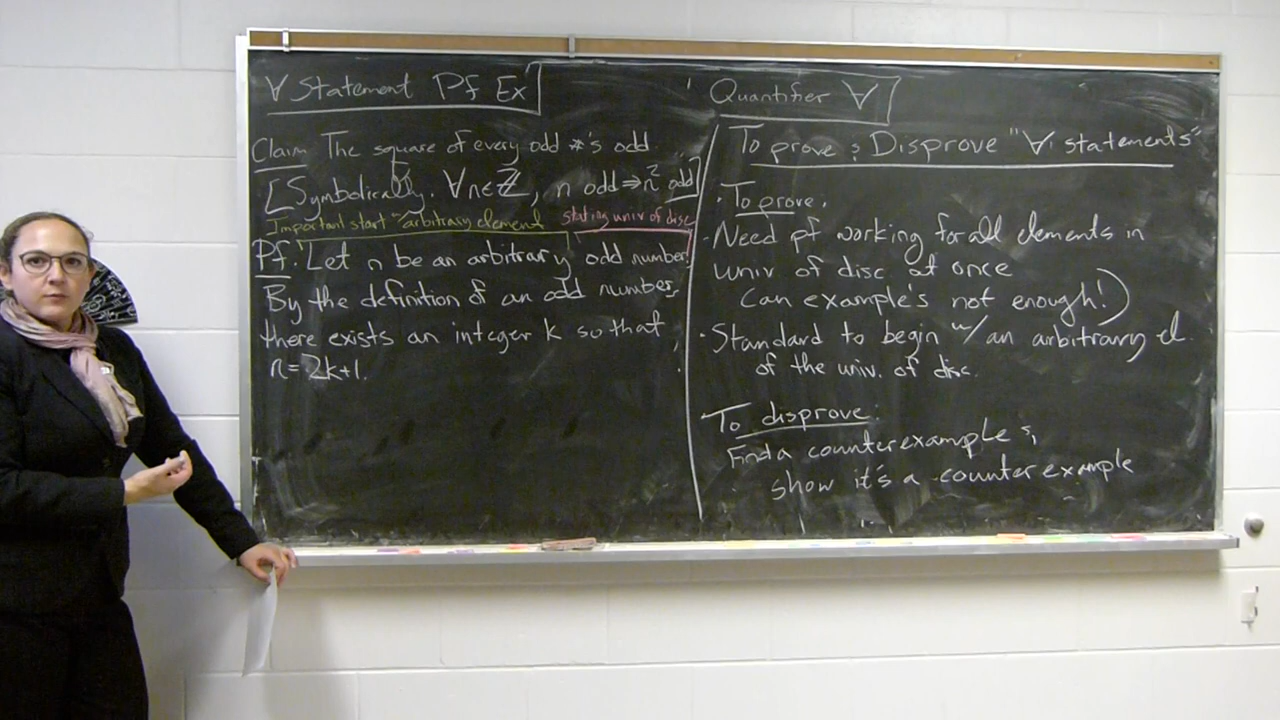 ∀ Statement Pf Ex
Claim The square of every odd #'s odd.
[Symbolically: ∀n∈ℤ, n odd ⇒ n² odd]
Important start "arbitrary element" stating univ of disc
Pf: Let n be an arbitrary odd number.
By the definition of an odd number,
there exists an integer k so that
n = 2k+1.
Quantifier ∀
To prove & Disprove "∀ statements"
To prove:
· Need pf working for all elements in
univ of disc at once
(an example's not enough!)
· Standard to begin w/ an arbitrary el.
of the univ. of disc.
To disprove:
Find a counterexample &
show it's a counterexample